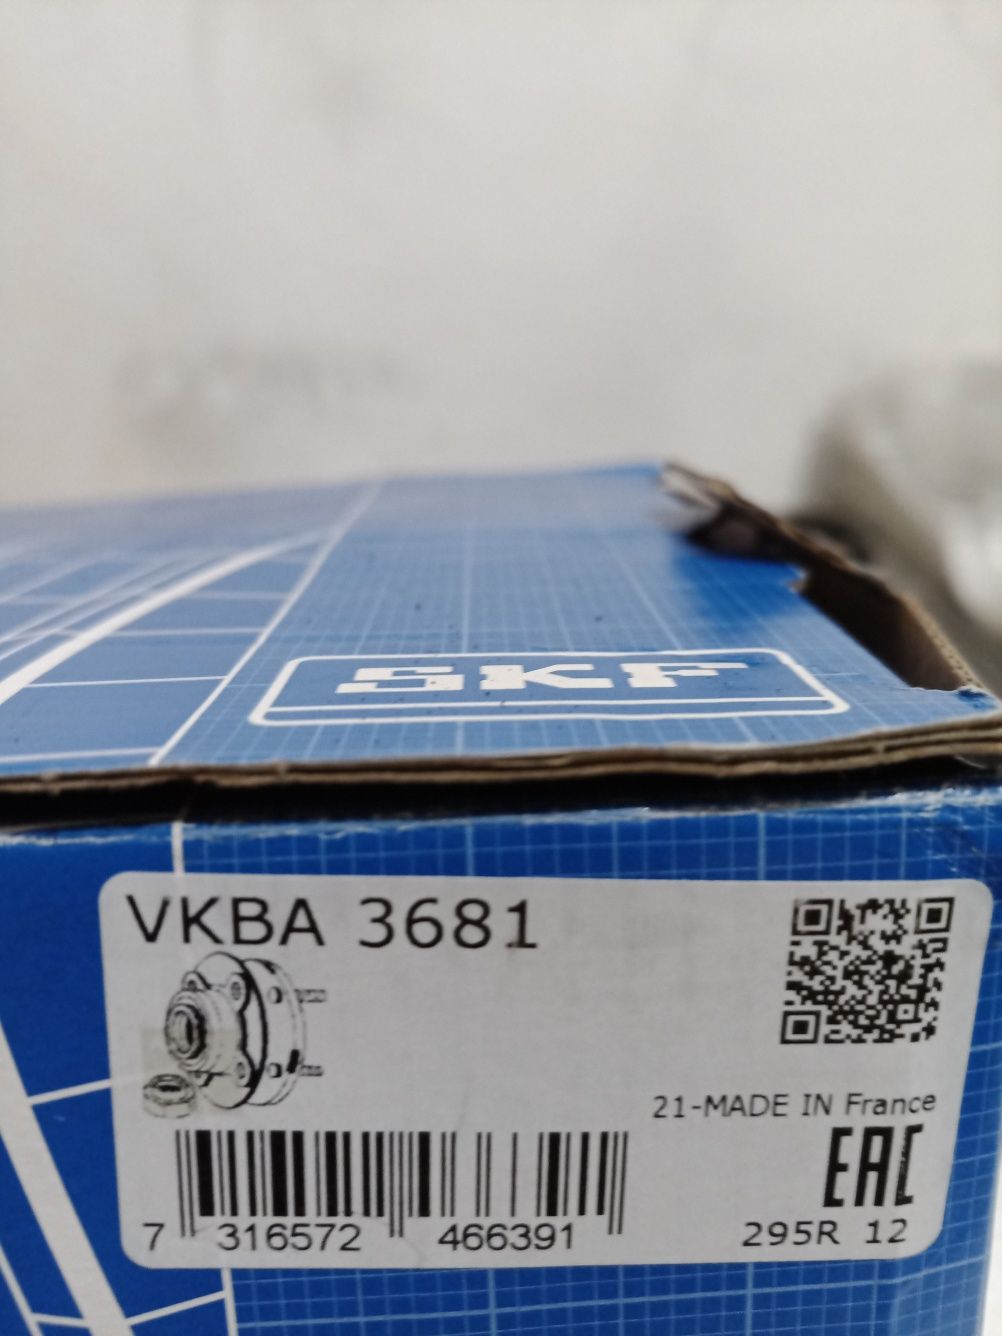 SKF
VKBA 3681
21-MADE IN France
EAC
7 316572 466391
295R 12